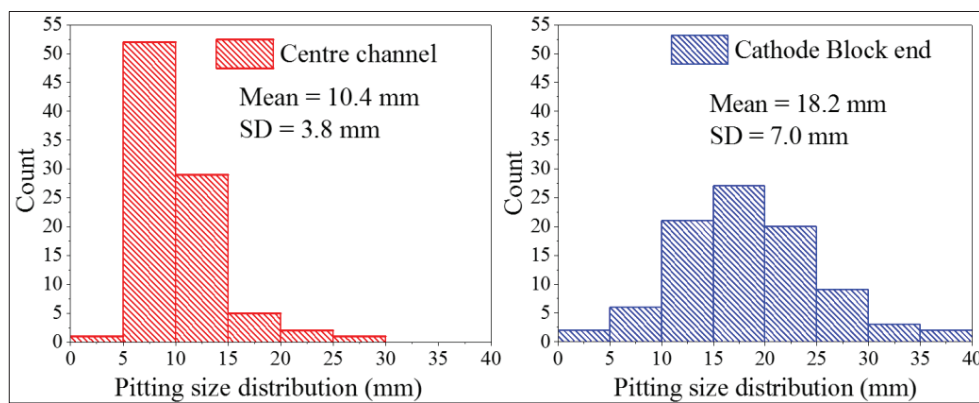 55
50
45
40
35
30
25
20
15
10
5
0
Count
Centre channel
Mean = 10.4 mm
SD = 3.8 mm
0 5 10 15 20 25 30 40
Pitting size distribution (mm)
55
50
45
40
35
30
25
20
15
10
5
0
Count
Cathode Block end
Mean = 18.2 mm
SD = 7.0 mm
0 5 10 15 20 25 30 35 40
Pitting size distribution (mm)